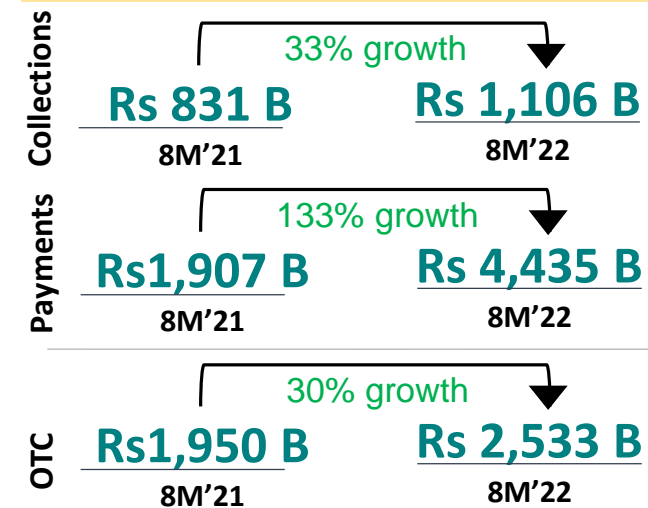 Collections
33% growth
Rs 831 B
Rs 1,106 B
8M’21
8M’22
Payments
133% growth
Rs1,907 B
Rs 4,435 B
8M’21
8M’22
OTC
30% growth
Rs1,950 B
Rs 2,533 B
8M’21
8M’22